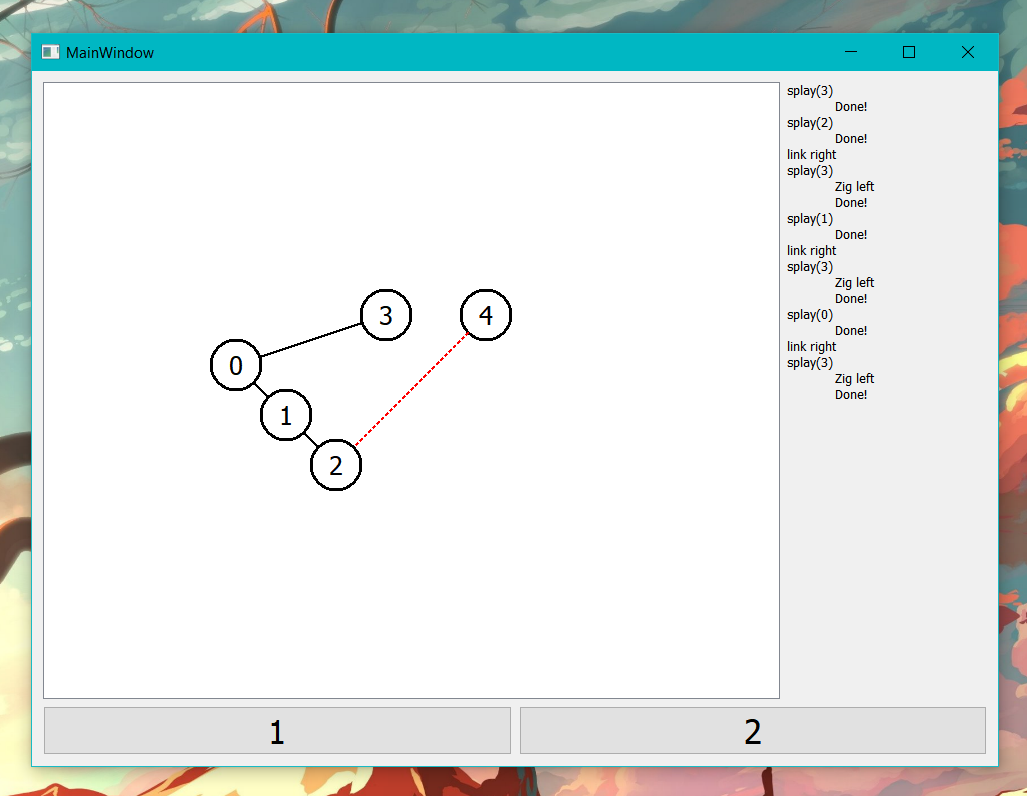 MainWindow
3
4
0
1
2
splay(3)
Done!
splay(2)
Done!
link right
splay(3)
Zig left
Done!
splay(1)
Done!
link right
splay(3)
Zig left
Done!
splay(0)
Done!
link right
splay(3)
Zig left
Done!
1
2